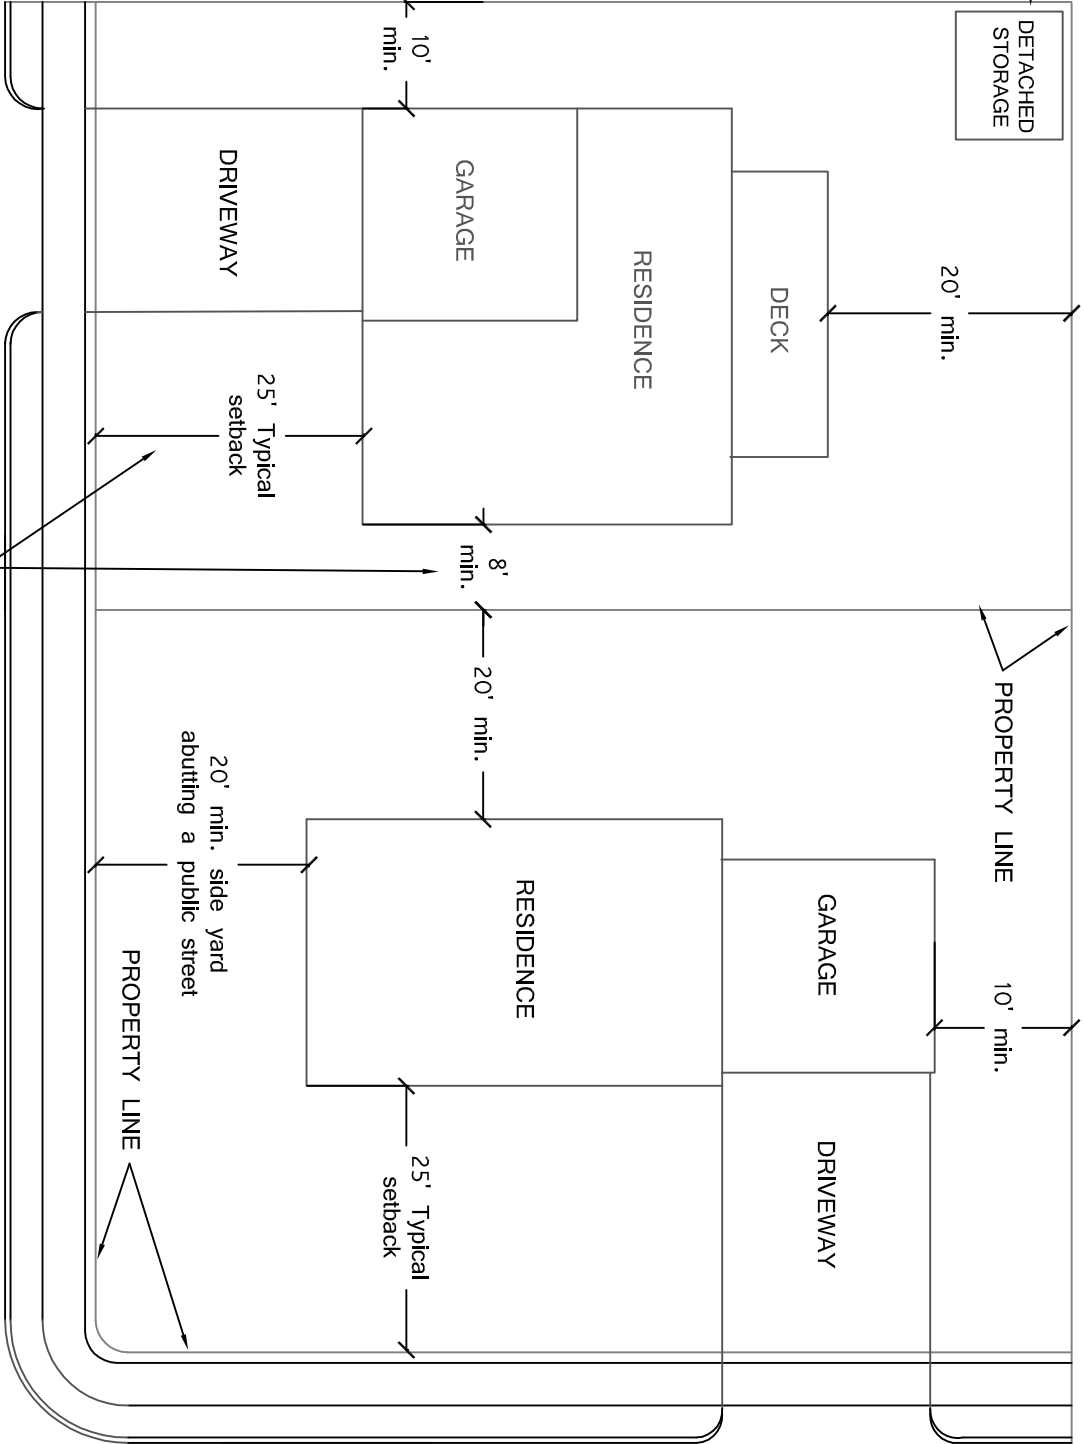 DETACHED
STORAGE
10'
min.
DRIVEWAY
GARAGE
RESIDENCE
DECK
20' min.
25' Typical
setback
8'
min.
PROPERTY LINE
20' min.
20' min. side yard
abutting a public street
RESIDENCE
GARAGE
10' min.
PROPERTY LINE
25' Typical
setback
DRIVEWAY